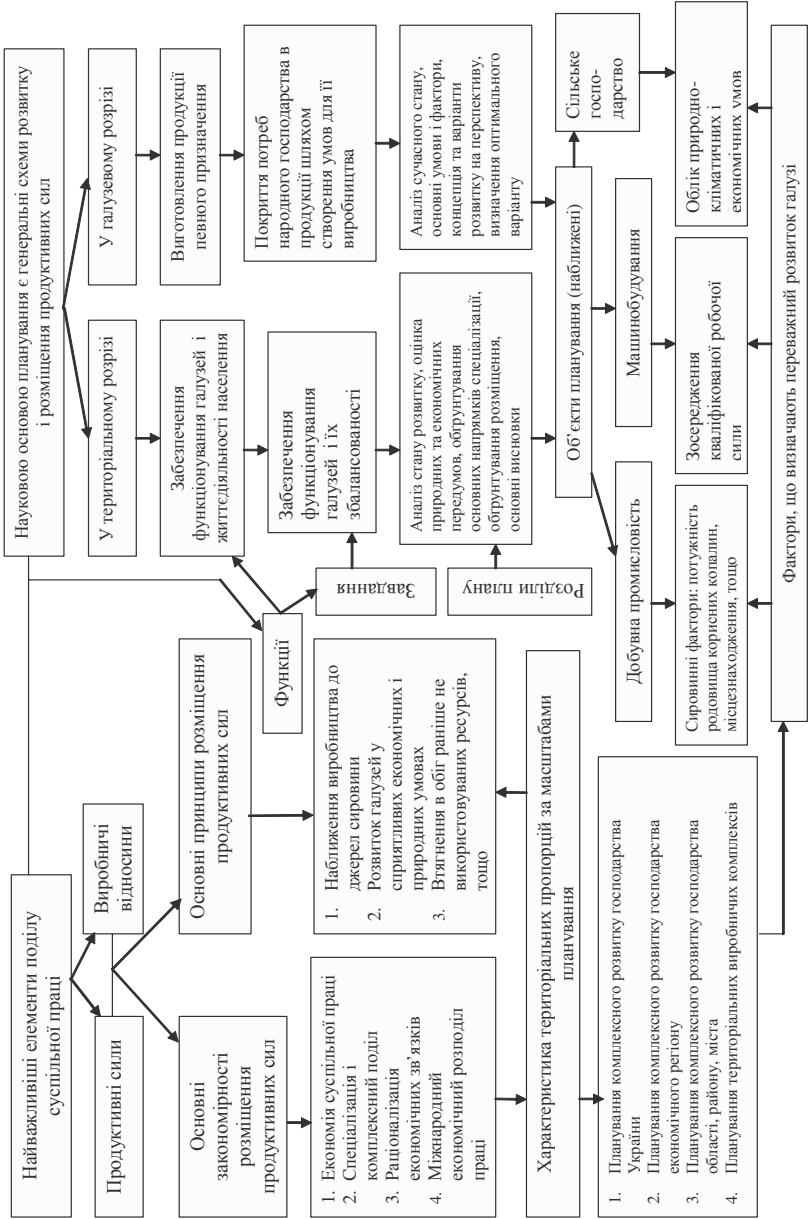 Найважливіші елементи поділу
суспільної праці
Продуктивні сили
Виробничі
відносини
Основні
закономірності
розміщення
продуктивних сил
Основні принципи розміщення
продуктивних сил
1. Економія суспільної праці
2. Спеціалізація і
комплексний поділ
3. Раціоналізація
економічних зв’язків
4. Міжнародний
економічний розподіл
праці
1. Наближення виробництва до
джерел сировини
2. Розвиток галузей у
сприятливих економічних і
природних умовах
3. Втягнення в обіг раніше не
використовуваних ресурсів,
тощо
Характеристика територіальних пропорцій за масштабами
планування
1. Планування комплексного розвитку господарства
України
2. Планування комплексного розвитку господарства
економічного регіону
3. Планування комплексного розвитку господарства
області, району, міста
4. Планування територіальних виробничих комплексів
Науковою основою планування є генеральні схеми розвитку
і розміщення продуктивних сил
У територіальному розрізі
У галузевому розрізі
Функції
Забезпечення
функціонування галузей і
життєдіяльності населення
Виготовлення продукції
певного призначення
Завдання
Забезпечення
функціонування
галузей і їх
збалансованості
Покриття потреб
народного господарства в
продукції шляхом
створення умов для її
виробництва
Розділи плану
Аналіз стану розвитку, оцінка
природних та економічних
передумов, обґрунтування
основних напрямків спеціалізації,
обґрунтування розміщення,
основні висновки
Аналіз сучасного стану,
основні умови і фактори,
концепція та варіанти
розвитку на перспективу,
визначення оптимального
варіанту
Об’єкти планування (наближені)
Добувна промисловість
Машинобудування
Сільське
госпо-
дарство
Сировинні фактори: потужність
родовища корисних копалин,
місцезнаходження, тощо
Зосередження
кваліфікованої робочої
сили
Облік природно-
кліматичних і
економічних умов
Фактори, що визначають переважний розвиток галузі